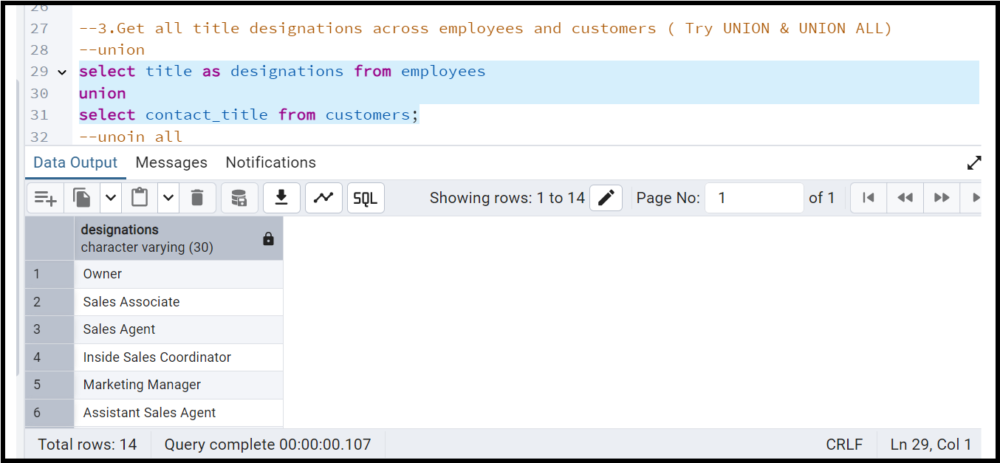 26
27 --3.Get all title designations across employees and customers ( Try UNION & UNION ALL)
28 --union
29 select title as designations from employees
30 union
31 select contact_title from customers;
32 --unoin all
Data Output Messages Notifications
SQL Showing rows: 1 to 14 Page No: 1 of 1
designations
character varying (30)
1 Owner
2 Sales Associate
3 Sales Agent
4 Inside Sales Coordinator
5 Marketing Manager
6 Assistant Sales Agent
Total rows: 14 Query complete 00:00:00.107 CRLF Ln 29, Col 1